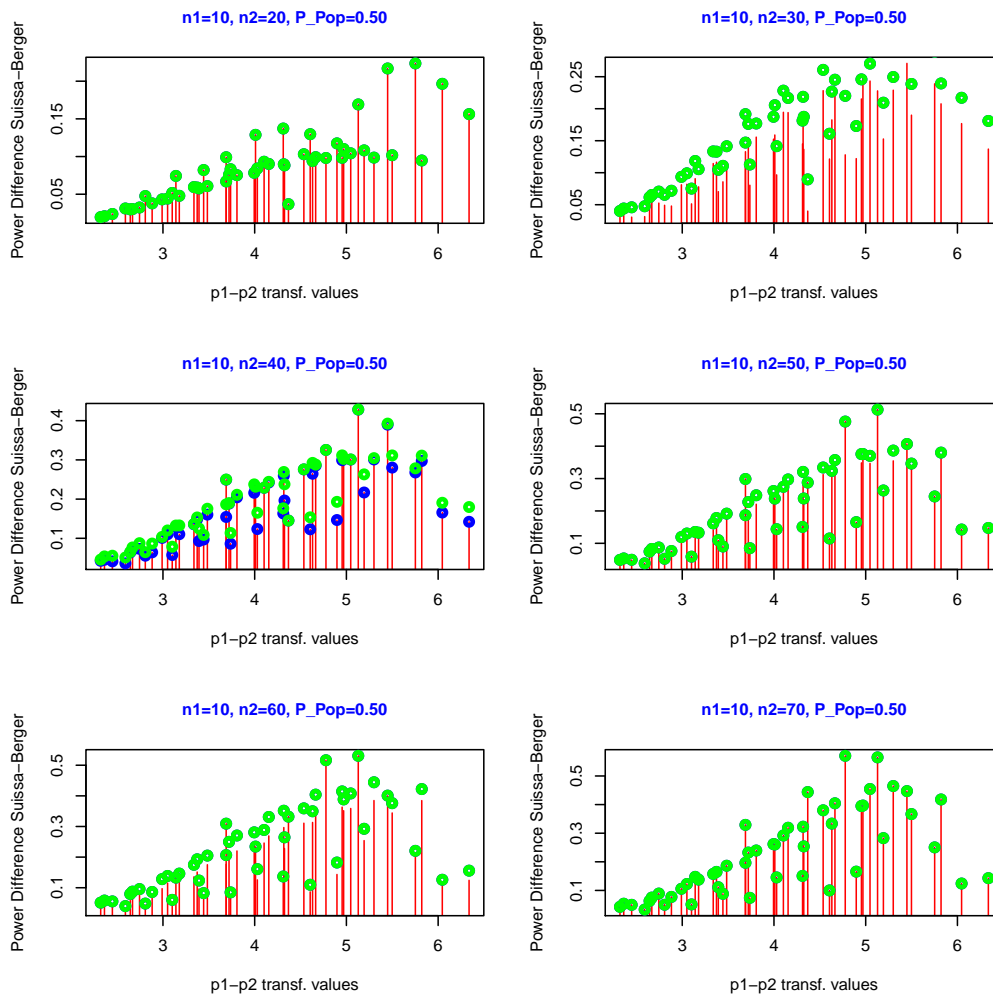 n1=10, n2=20, P_Pop=0.50
Power Difference Suissa−Berger
0.05
0.15
3
4
5
6
p1−p2 transf. values
n1=10, n2=30, P_Pop=0.50
Power Difference Suissa−Berger
0.05
0.15
0.25
3
4
5
6
p1−p2 transf. values
n1=10, n2=40, P_Pop=0.50
Power Difference Suissa−Berger
0.1
0.2
0.3
0.4
3
4
5
6
p1−p2 transf. values
n1=10, n2=50, P_Pop=0.50
Power Difference Suissa−Berger
0.1
0.3
0.5
3
4
5
6
p1−p2 transf. values
n1=10, n2=60, P_Pop=0.50
Power Difference Suissa−Berger
0.1
0.3
0.5
3
4
5
6
p1−p2 transf. values
n1=10, n2=70, P_Pop=0.50
Power Difference Suissa−Berger
0.1
0.3
0.5
3
4
5
6
p1−p2 transf. values